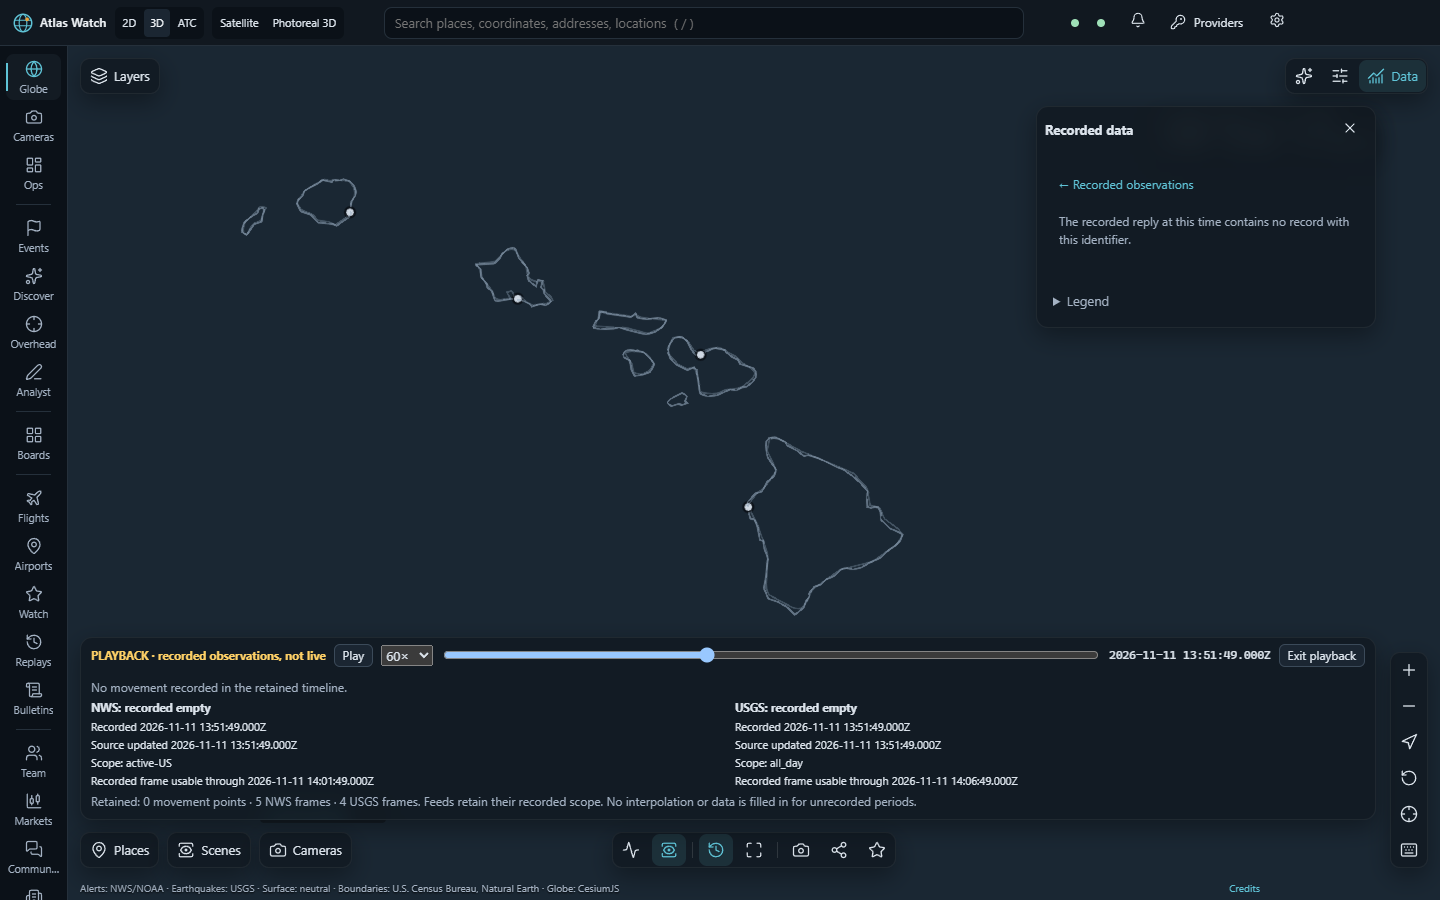 Atlas Watch
2D
3D
ATC
Satellite
Photoreal 3D
Search places, coordinates, addresses, locations ( / )
Providers
Globe
Cameras
Ops
Events
Discover
Overhead
Analyst
Boards
Flights
Airports
Watch
Replays
Bulletins
Team
Markets
Commun...
Layers
Data
Recorded data
← Recorded observations
The recorded reply at this time contains no record with
this identifier.
▶ Legend
PLAYBACK · recorded observations, not live
Play
60×
2026-11-11 13:51:49.000Z
Exit playback
No movement recorded in the retained timeline.
NWS: recorded empty
Recorded 2026-11-11 13:51:49.000Z
Source updated 2026-11-11 13:51:49.000Z
Scope: active-US
Recorded frame usable through 2026-11-11 14:01:49.000Z
USGS: recorded empty
Recorded 2026-11-11 13:51:49.000Z
Source updated 2026-11-11 13:51:49.000Z
Scope: all_day
Recorded frame usable through 2026-11-11 14:06:49.000Z
Retained: 0 movement points · 5 NWS frames · 4 USGS frames. Feeds retain their recorded scope. No interpolation or data is filled in for unrecorded periods.
Places
Scenes
Cameras
Alerts: NWS/NOAA · Earthquakes: USGS · Surface: neutral · Boundaries: U.S. Census Bureau, Natural Earth · Globe: CesiumJS
Credits